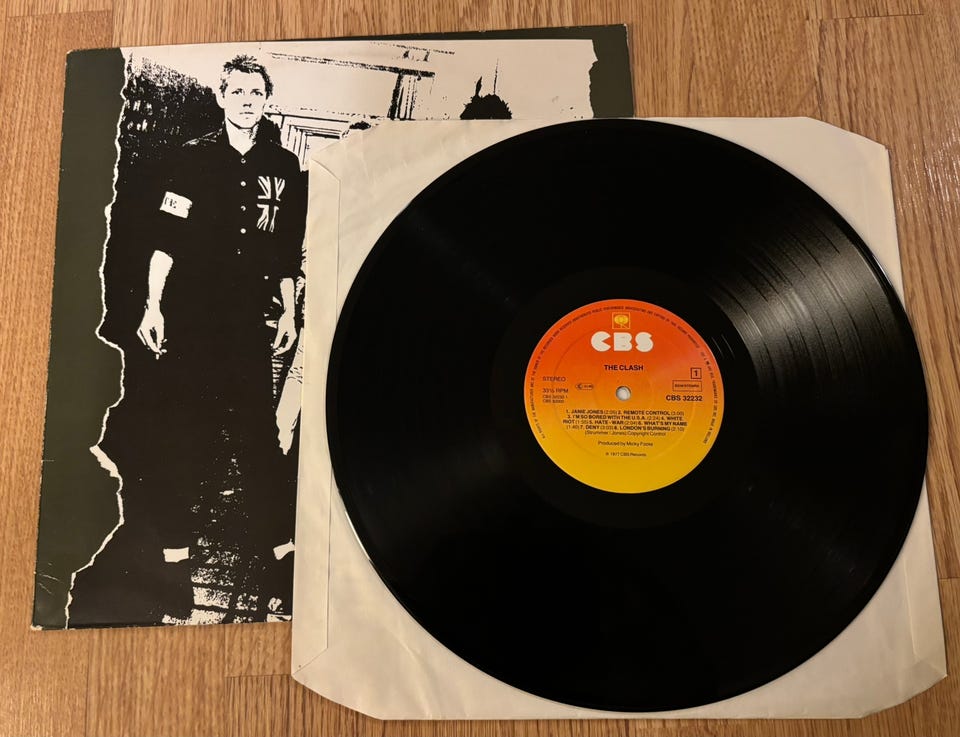 CBS
THE CLASH
STEREO
1
33⅓ RPM
CBS 32232
1. JANIE JONES (2:05) 2. REMOTE CONTROL (3:00)
3. I'M SO BORED WITH THE U.S.A. (2:24) 4. WHITE
RIOT (1:55) 5. HATE - WAR (2:04) 6. WHAT'S MY NAME
(1:40) 7. DENY (3:03) 8. LONDON'S BURNING (2:10)
(Strummer / Jones) Copyright Control
Produced by Micky Foote
℗ 1977 CBS Records